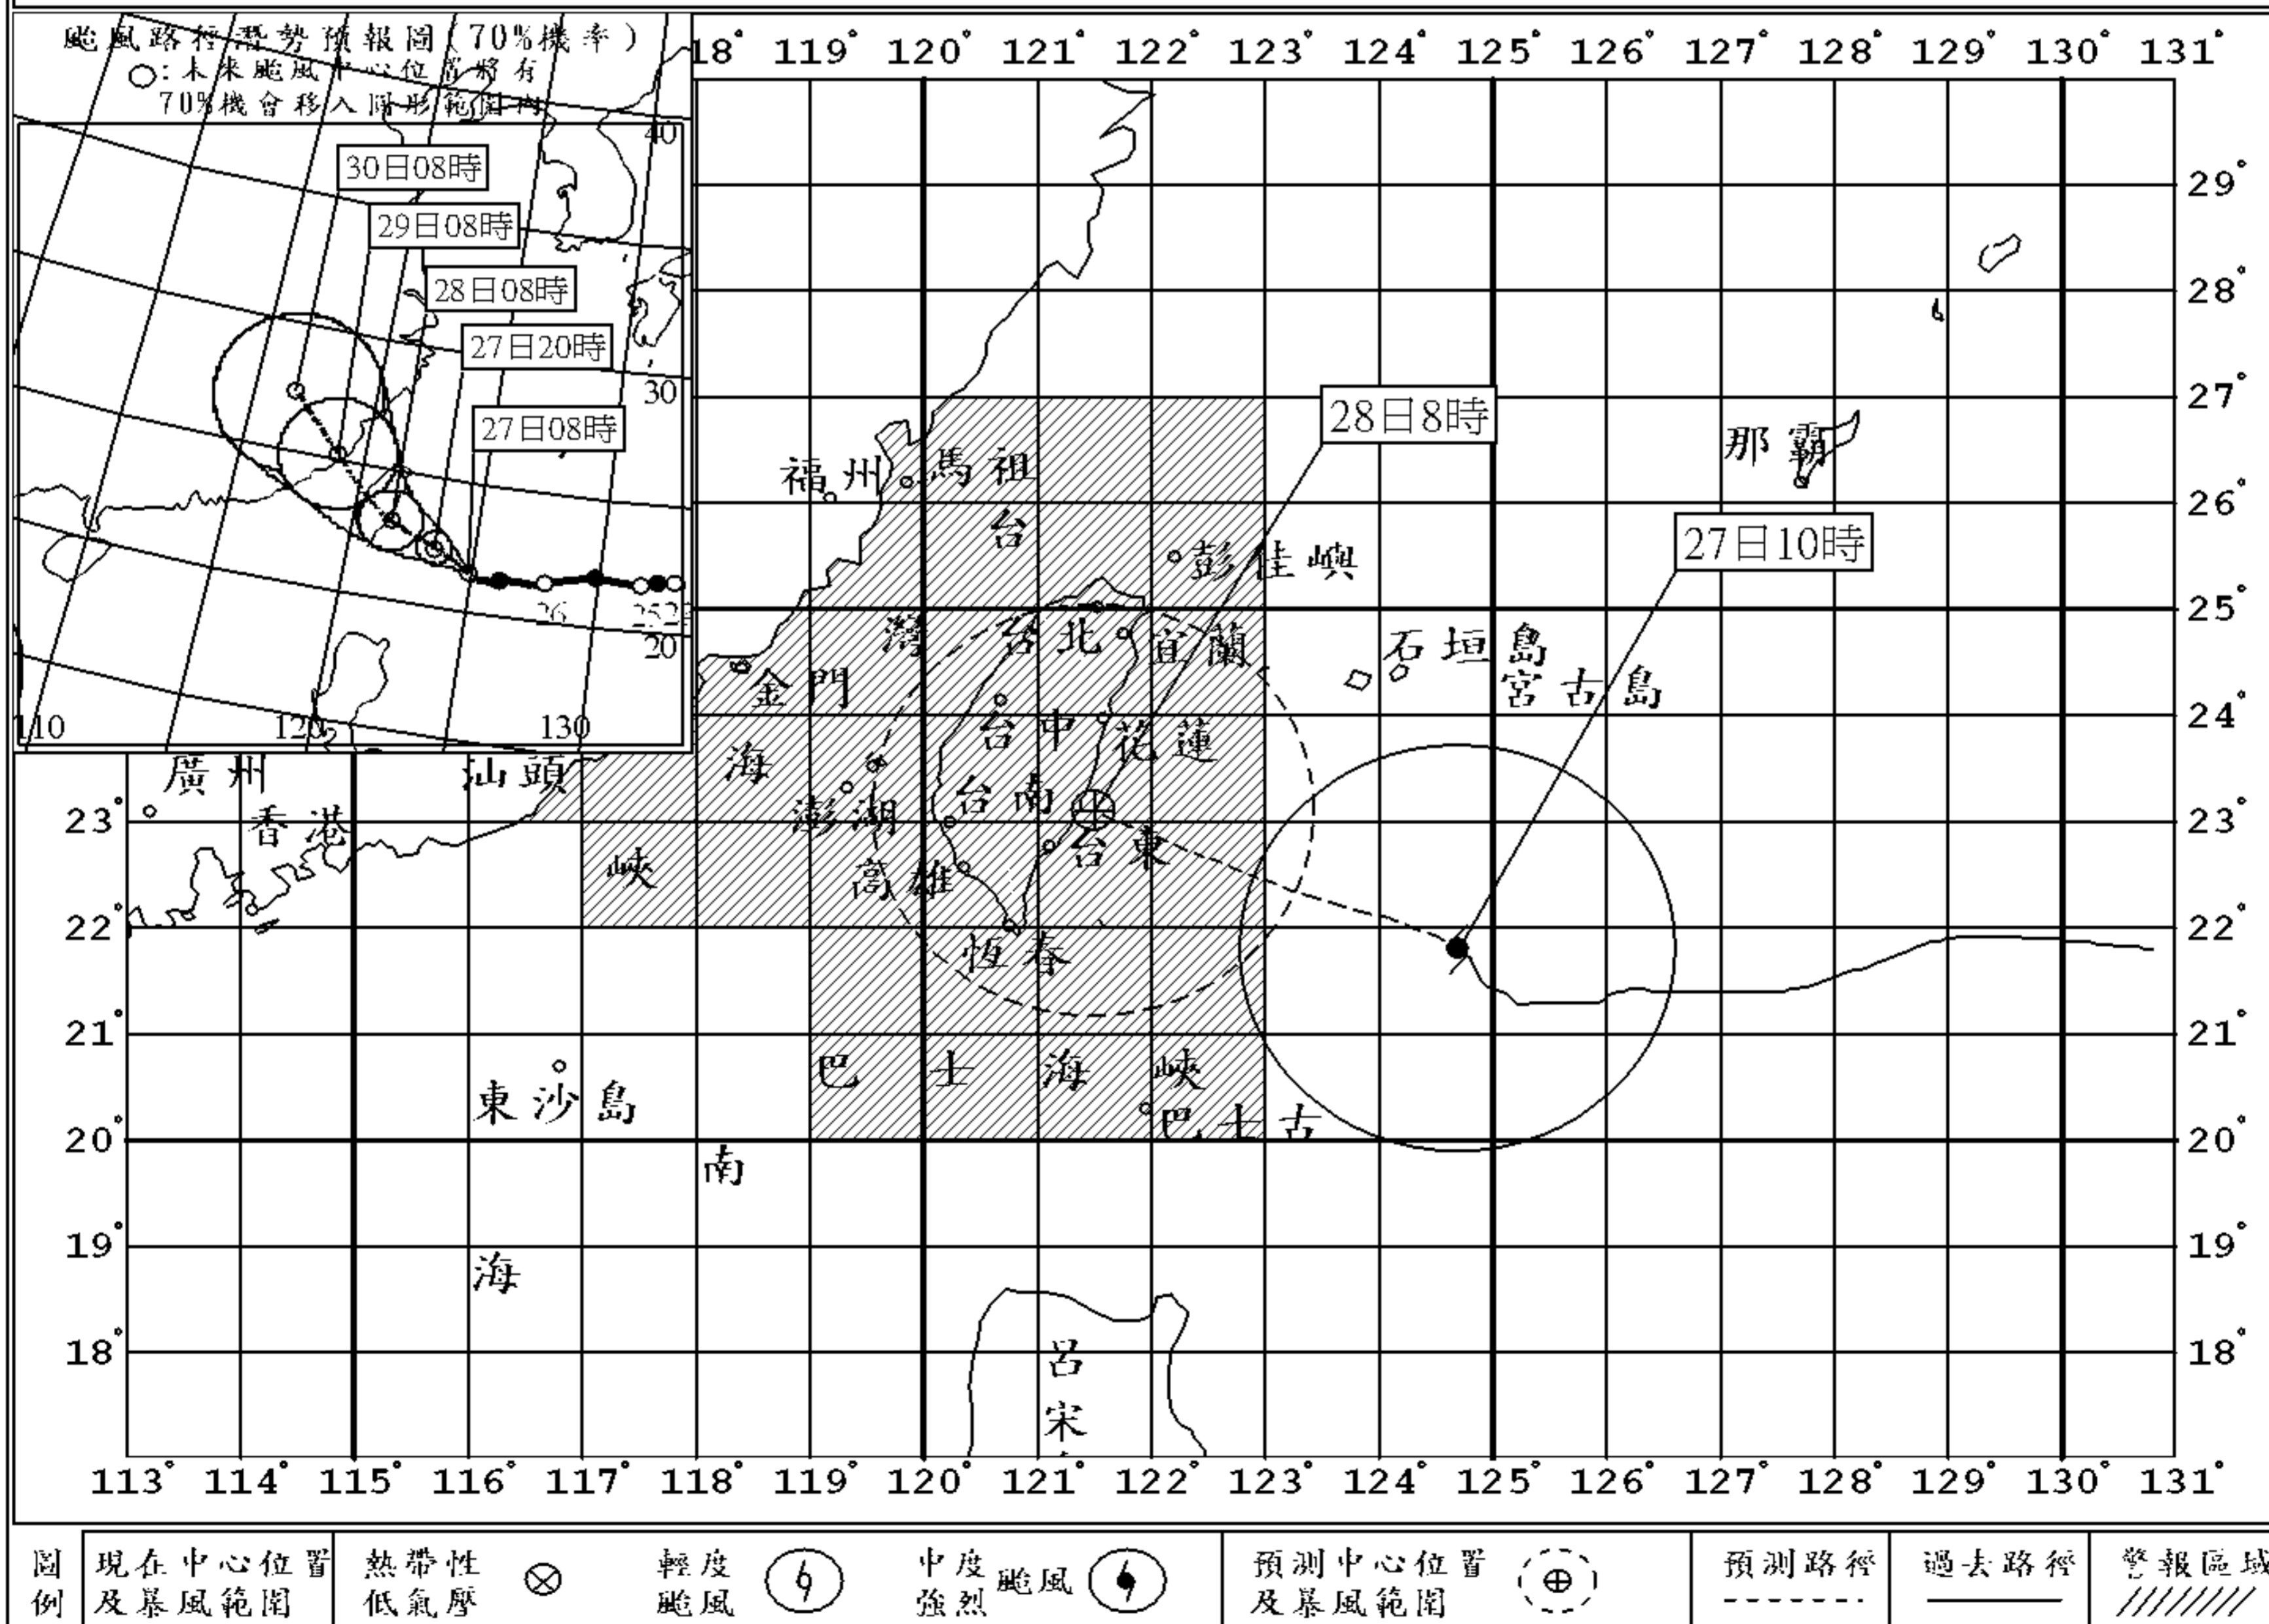 颱風路徑潛勢預報圖(70%機率)
○:未來颱風中心位置將有
70%機會移入圓形範圍內
40
30日08時
29日08時
28日08時
27日20時
30
27日08時
26
25
20
110
120
130
18° 119° 120° 121° 122° 123° 124° 125° 126° 127° 128° 129° 130° 131°
29°
28°
27°
28日8時
那霸
福州
馬祖
26°
27日10時
台
彭佳嶼
25°
灣
台北
宜蘭
石垣島
金門
宮古島
24°
台中
花蓮
海
廣州
汕頭
23°
香港
澎湖
台南
台東
23°
峽
高雄
22°
恆春
22°
21°
21°
巴士海峽
東沙島
巴士古
20°
20°
南
19°
海
19°
18°
呂
18°
宋
113° 114° 115° 116° 117° 118° 119° 120° 121° 122° 123° 124° 125° 126° 127° 128° 129° 130° 131°
圖例
現在中心位置
及暴風範圍
熱帶性
低氣壓
輕度
颱風
中度
強烈
颱風
預測中心位置
及暴風範圍
預測路徑
過去路徑
警報區域